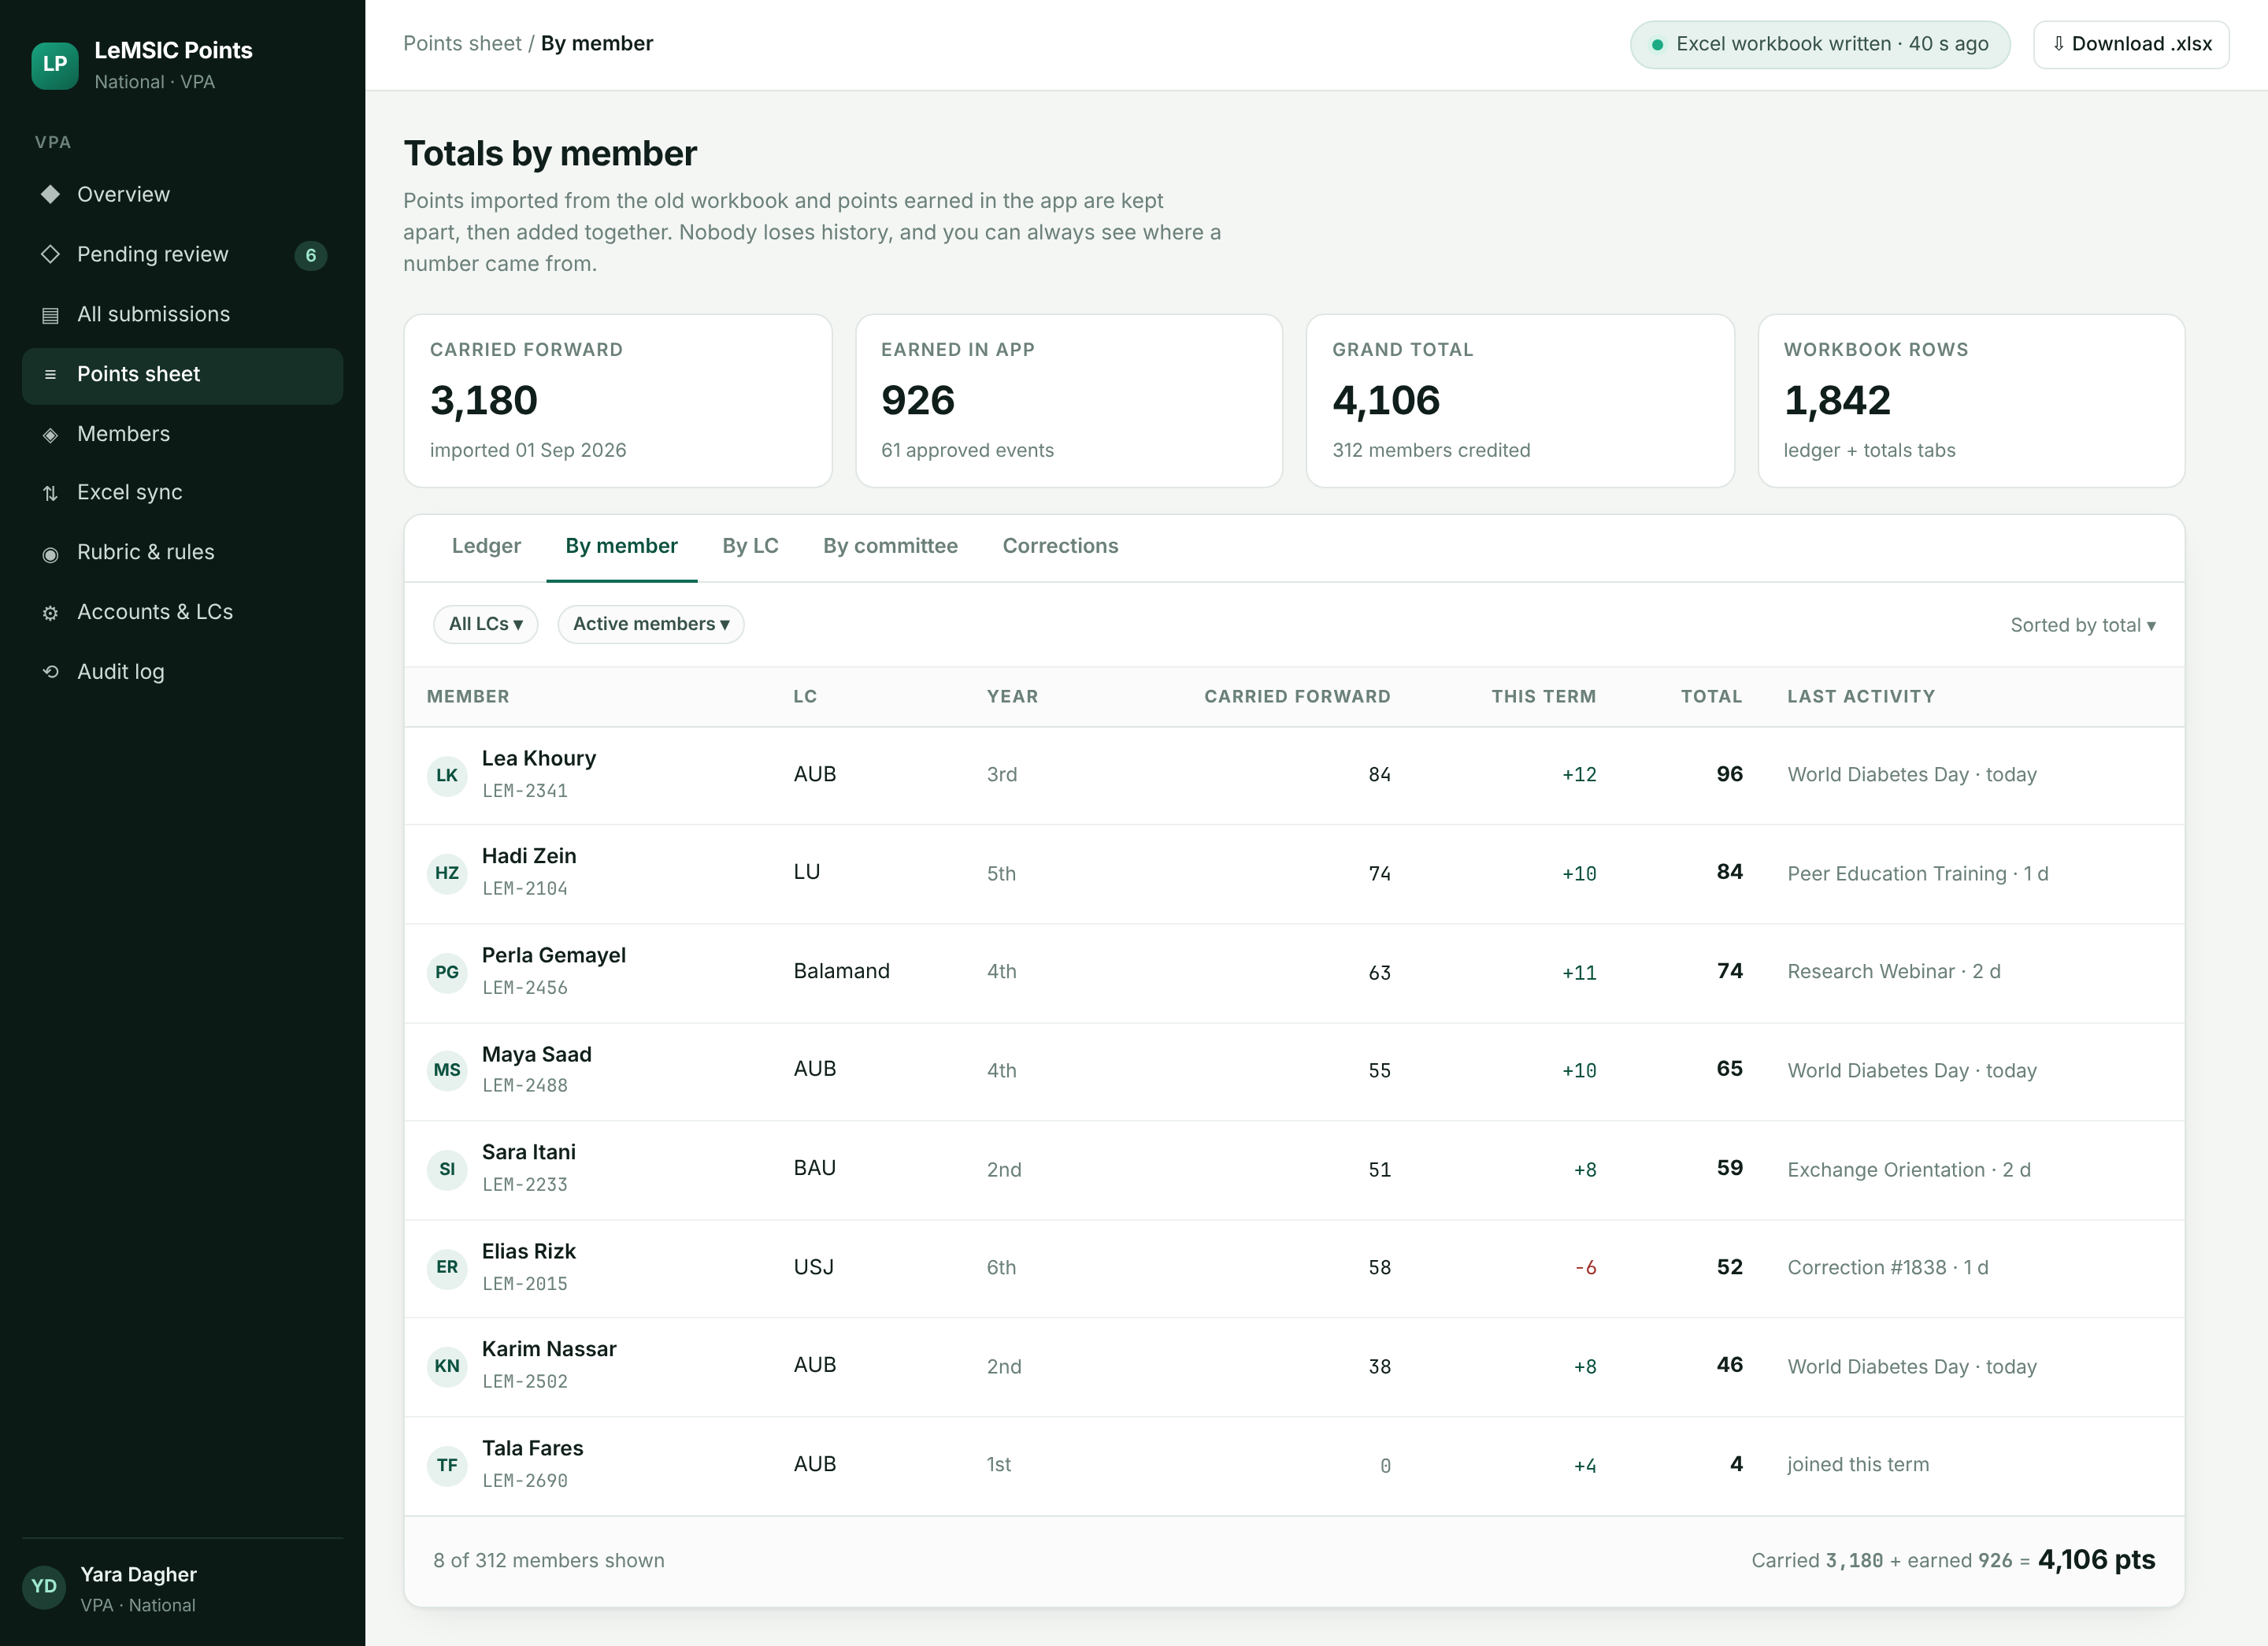 LP
LeMSIC Points
National · VPA
VPA
Overview
Pending review 6
All submissions
Points sheet
Members
Excel sync
Rubric & rules
Accounts & LCs
Audit log
YD
Yara Dagher
VPA · National
Points sheet / By member
Excel workbook written · 40 s ago
⇩ Download .xlsx
Totals by member
Points imported from the old workbook and points earned in the app are kept
apart, then added together. Nobody loses history, and you can always see where a
number came from.
CARRIED FORWARD
3,180
imported 01 Sep 2026
EARNED IN APP
926
61 approved events
GRAND TOTAL
4,106
312 members credited
WORKBOOK ROWS
1,842
ledger + totals tabs
Ledger By member By LC By committee Corrections
All LCs ▾ Active members ▾ Sorted by total ▾
MEMBER LC YEAR CARRIED FORWARD THIS TERM TOTAL LAST ACTIVITY
LK Lea Khoury AUB 3rd 84 +12 96 World Diabetes Day · today
LEM-2341
HZ Hadi Zein LU 5th 74 +10 84 Peer Education Training · 1 d
LEM-2104
PG Perla Gemayel Balamand 4th 63 +11 74 Research Webinar · 2 d
LEM-2456
MS Maya Saad AUB 4th 55 +10 65 World Diabetes Day · today
LEM-2488
SI Sara Itani BAU 2nd 51 +8 59 Exchange Orientation · 2 d
LEM-2233
ER Elias Rizk USJ 6th 58 -6 52 Correction #1838 · 1 d
LEM-2015
KN Karim Nassar AUB 2nd 38 +8 46 World Diabetes Day · today
LEM-2502
TF Tala Fares AUB 1st 0 +4 4 joined this term
LEM-2690
8 of 312 members shown
Carried 3,180 + earned 926 = 4,106 pts